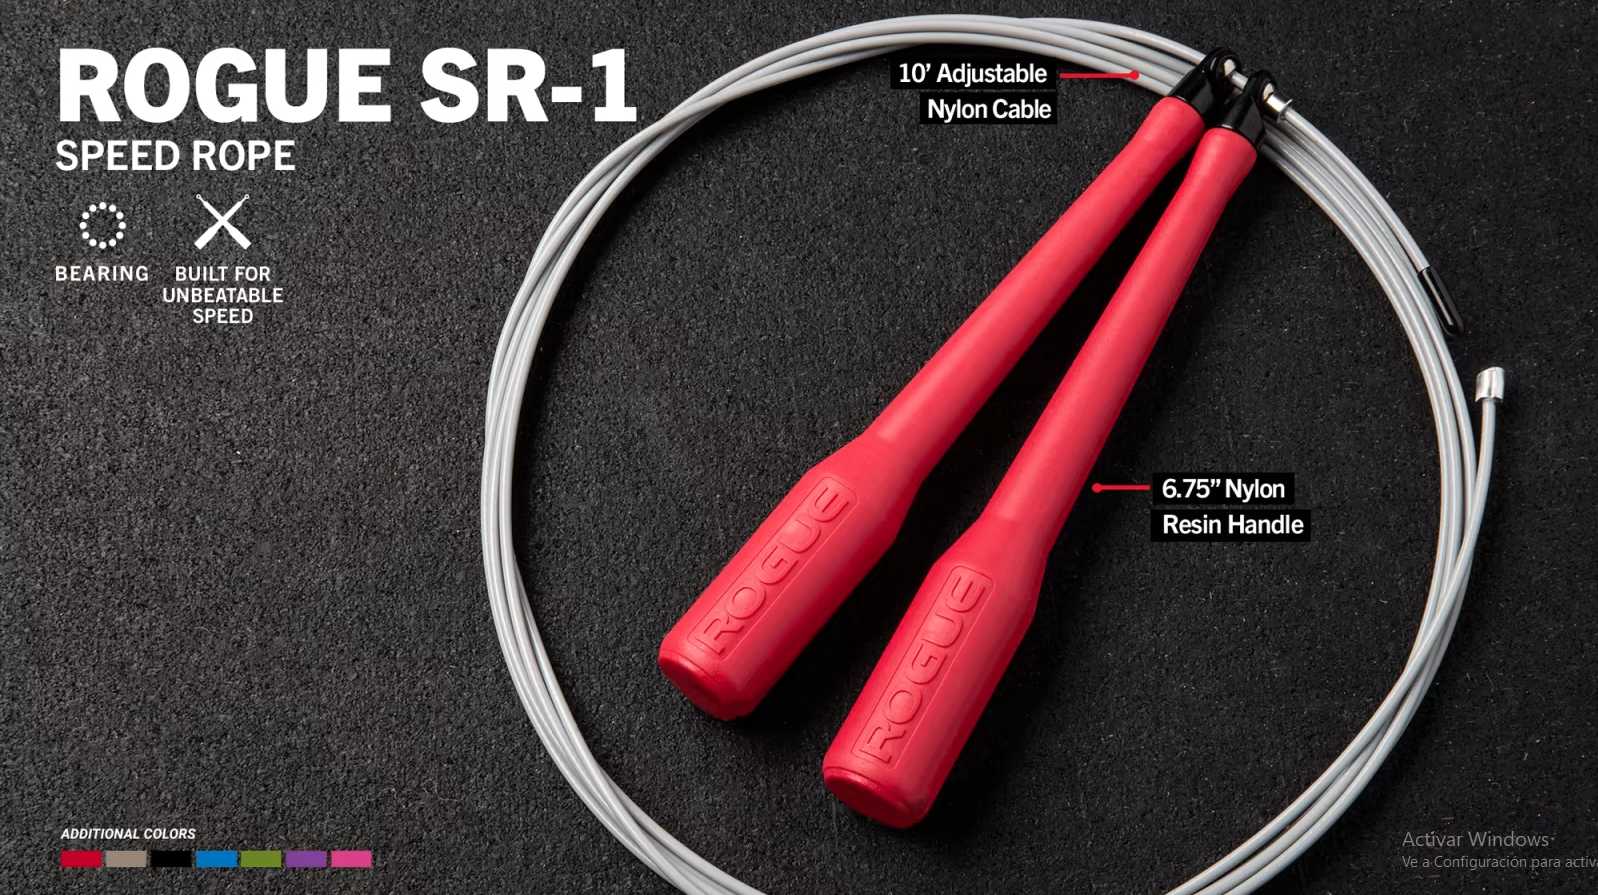 ROGUE SR-1
SPEED ROPE
BEARING
BUILT FOR
UNBEATABLE
SPEED
10’ Adjustable
Nylon Cable
6.75” Nylon
Resin Handle
ROGUE
ROGUE
ADDITIONAL COLORS
Activar Windows
Ve a Configuración para activa